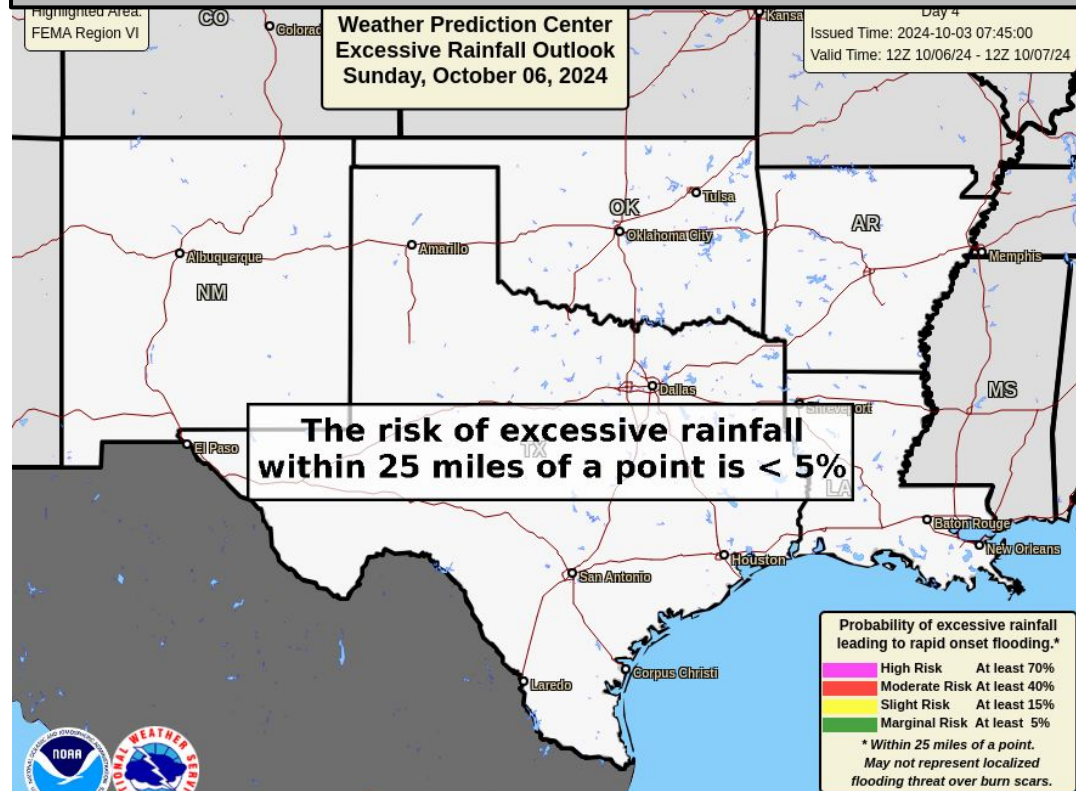 Highlighted Area:
FEMA Region VI
Weather Prediction Center
Excessive Rainfall Outlook
Sunday, October 06, 2024
Day 4
Issued Time: 2024-10-03 07:45:00
Valid Time: 12Z 10/06/24 - 12Z 10/07/24
CO
Colorad
Kansa
Tulsa
OK
Oklahoma City
AR
Amarillo
Albuquerque
Memphis
NM
Dallas
MS
Shreveport
The risk of excessive rainfall
within 25 miles of a point is < 5%
El Paso
TX
LA
Baton Rouge
New Orleans
Houston
San Antonio
Corpus Christi
Laredo
Probability of excessive rainfall
leading to rapid onset flooding.*
High Risk At least 70%
Moderate Risk At least 40%
Slight Risk At least 15%
Marginal Risk At least 5%
* Within 25 miles of a point.
May not represent localized
flooding threat over burn scars.
NOAA